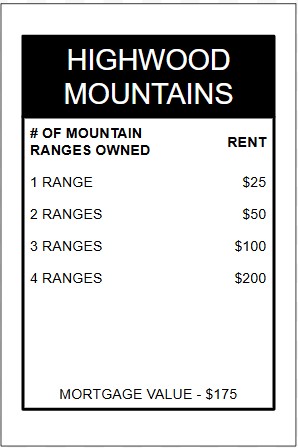 HIGHWOOD
MOUNTAINS
# OF MOUNTAIN
RANGES OWNED
RENT
1 RANGE $25
2 RANGES $50
3 RANGES $100
4 RANGES $200
MORTGAGE VALUE - $175